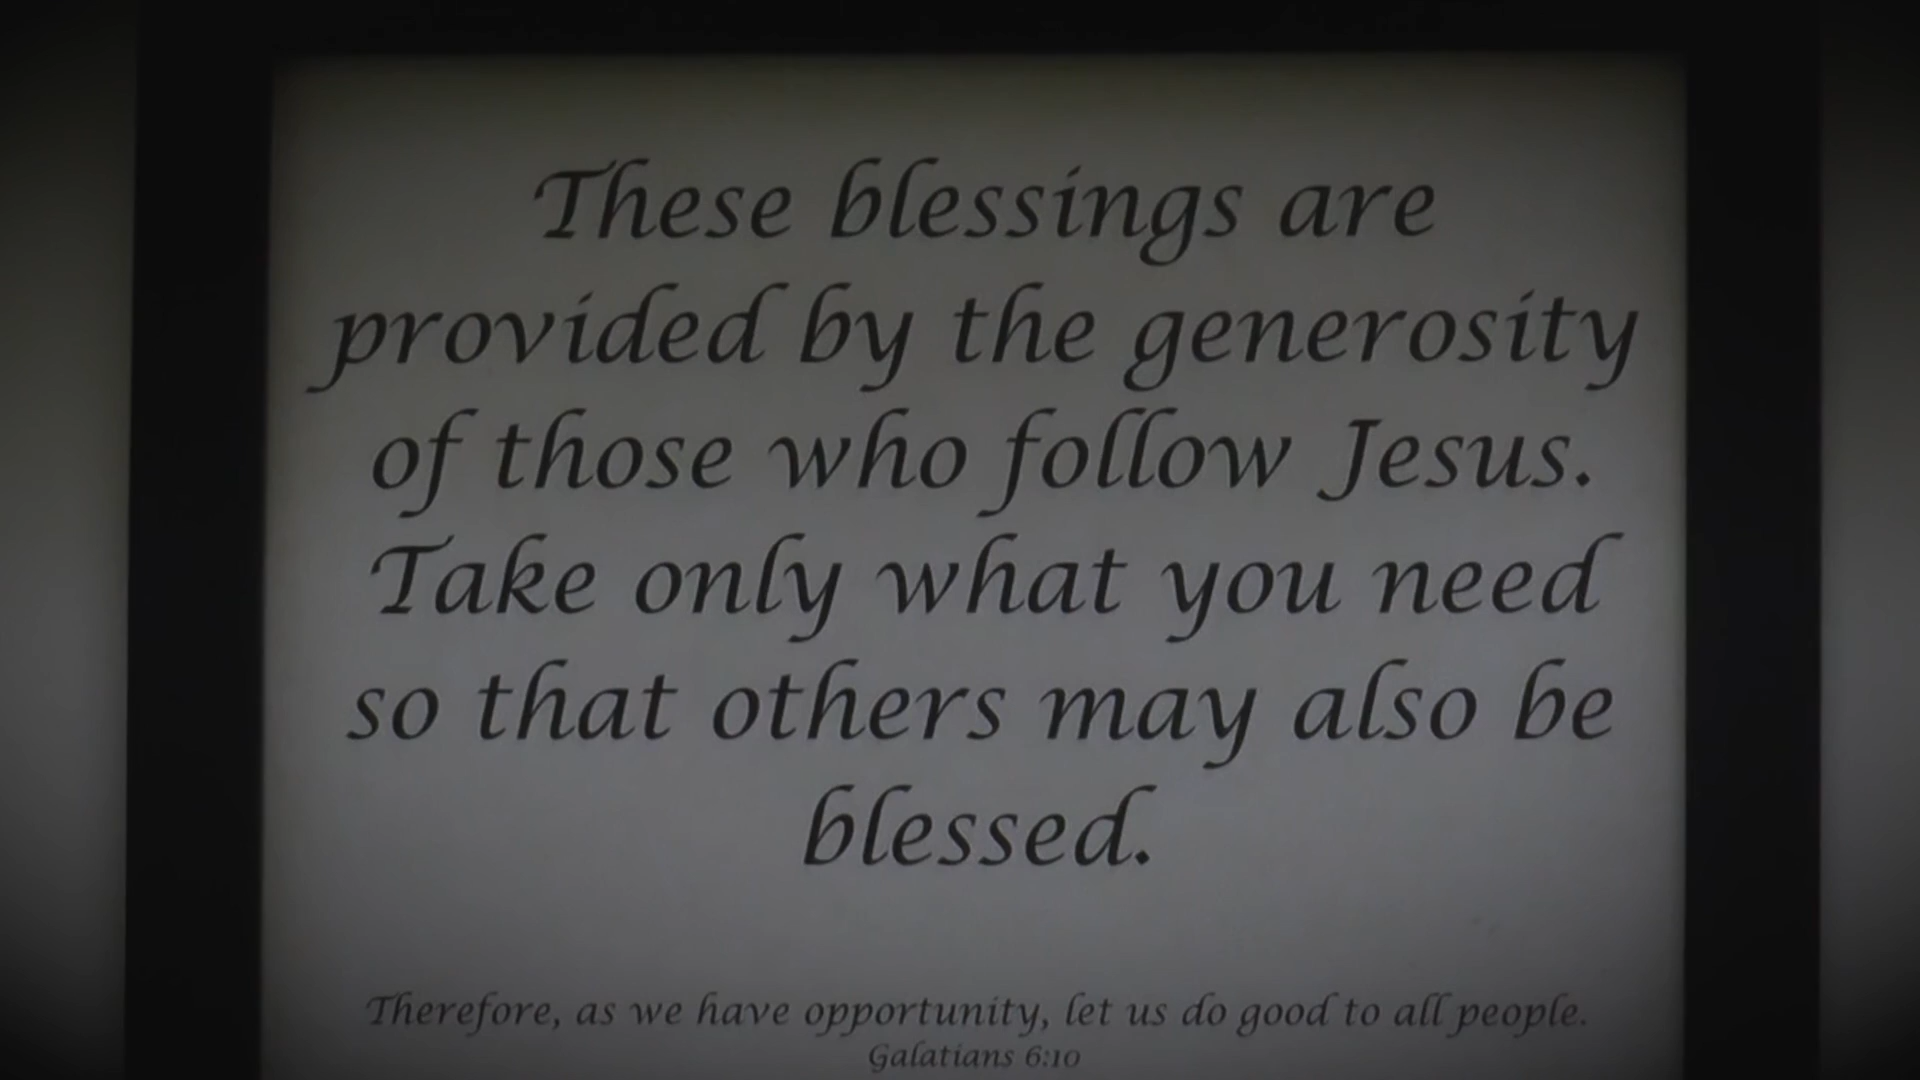 These blessings are
provided by the generosity
of those who follow Jesus.
Take only what you need
so that others may also be
blessed.
Therefore, as we have opportunity, let us do good to all people.
Galatians 6:10